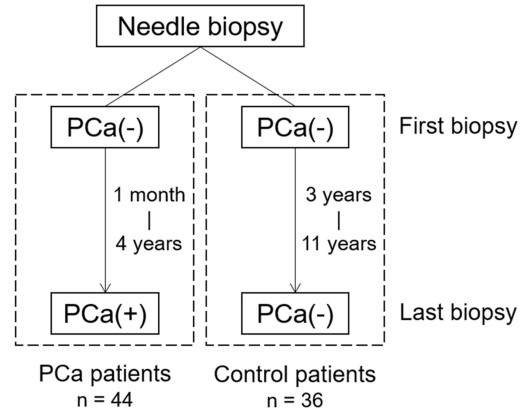 Needle biopsy
PCa(-)
PCa(-)
First biopsy
1 month
|
4 years
3 years
|
11 years
PCa(+)
PCa(-)
Last biopsy
PCa patients
n = 44
Control patients
n = 36